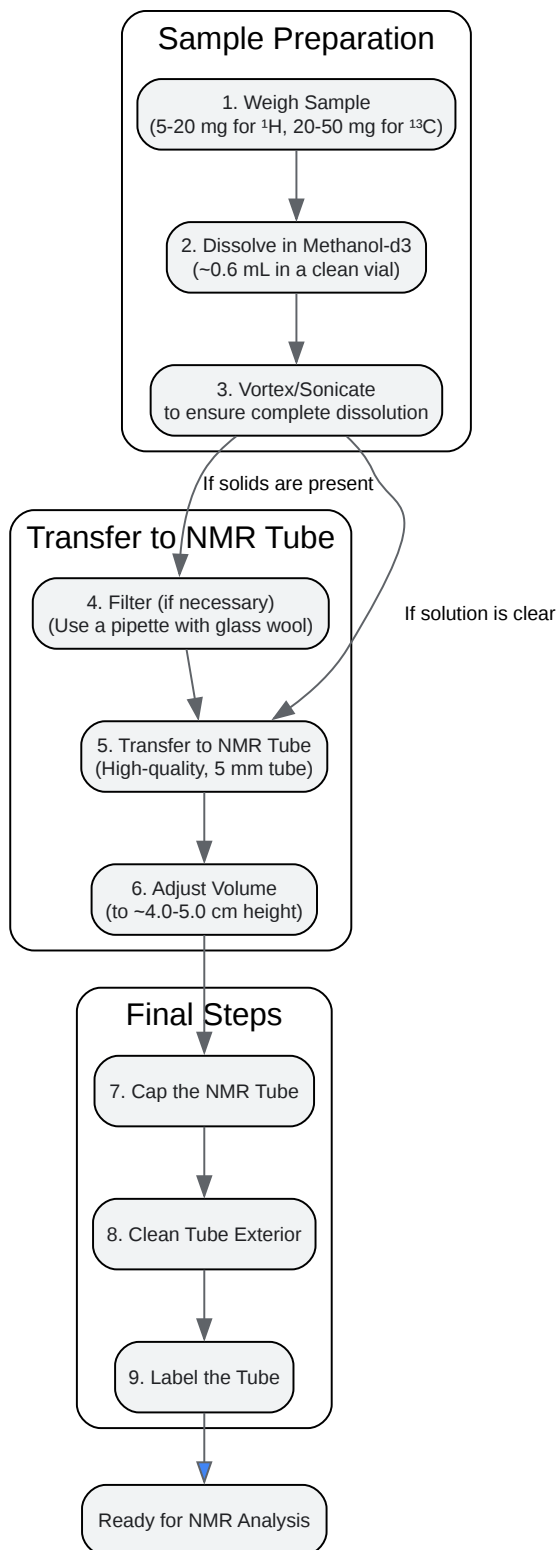 Sample Preparation
1. Weigh Sample
(5-20 mg for ¹H, 20-50 mg for ¹³C)
2. Dissolve in Methanol-d3
(~0.6 mL in a clean vial)
3. Vortex/Sonicate
to ensure complete dissolution
If solids are present
Transfer to NMR Tube
4. Filter (if necessary)
(Use a pipette with glass wool)
If solution is clear
5. Transfer to NMR Tube
(High-quality, 5 mm tube)
6. Adjust Volume
(to ~4.0-5.0 cm height)
Final Steps
7. Cap the NMR Tube
8. Clean Tube Exterior
9. Label the Tube
Ready for NMR Analysis